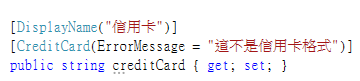 [DisplayName("信用卡")]
[CreditCard(ErrorMessage = "這不是信用卡格式")]
public string creditCard { get; set; }